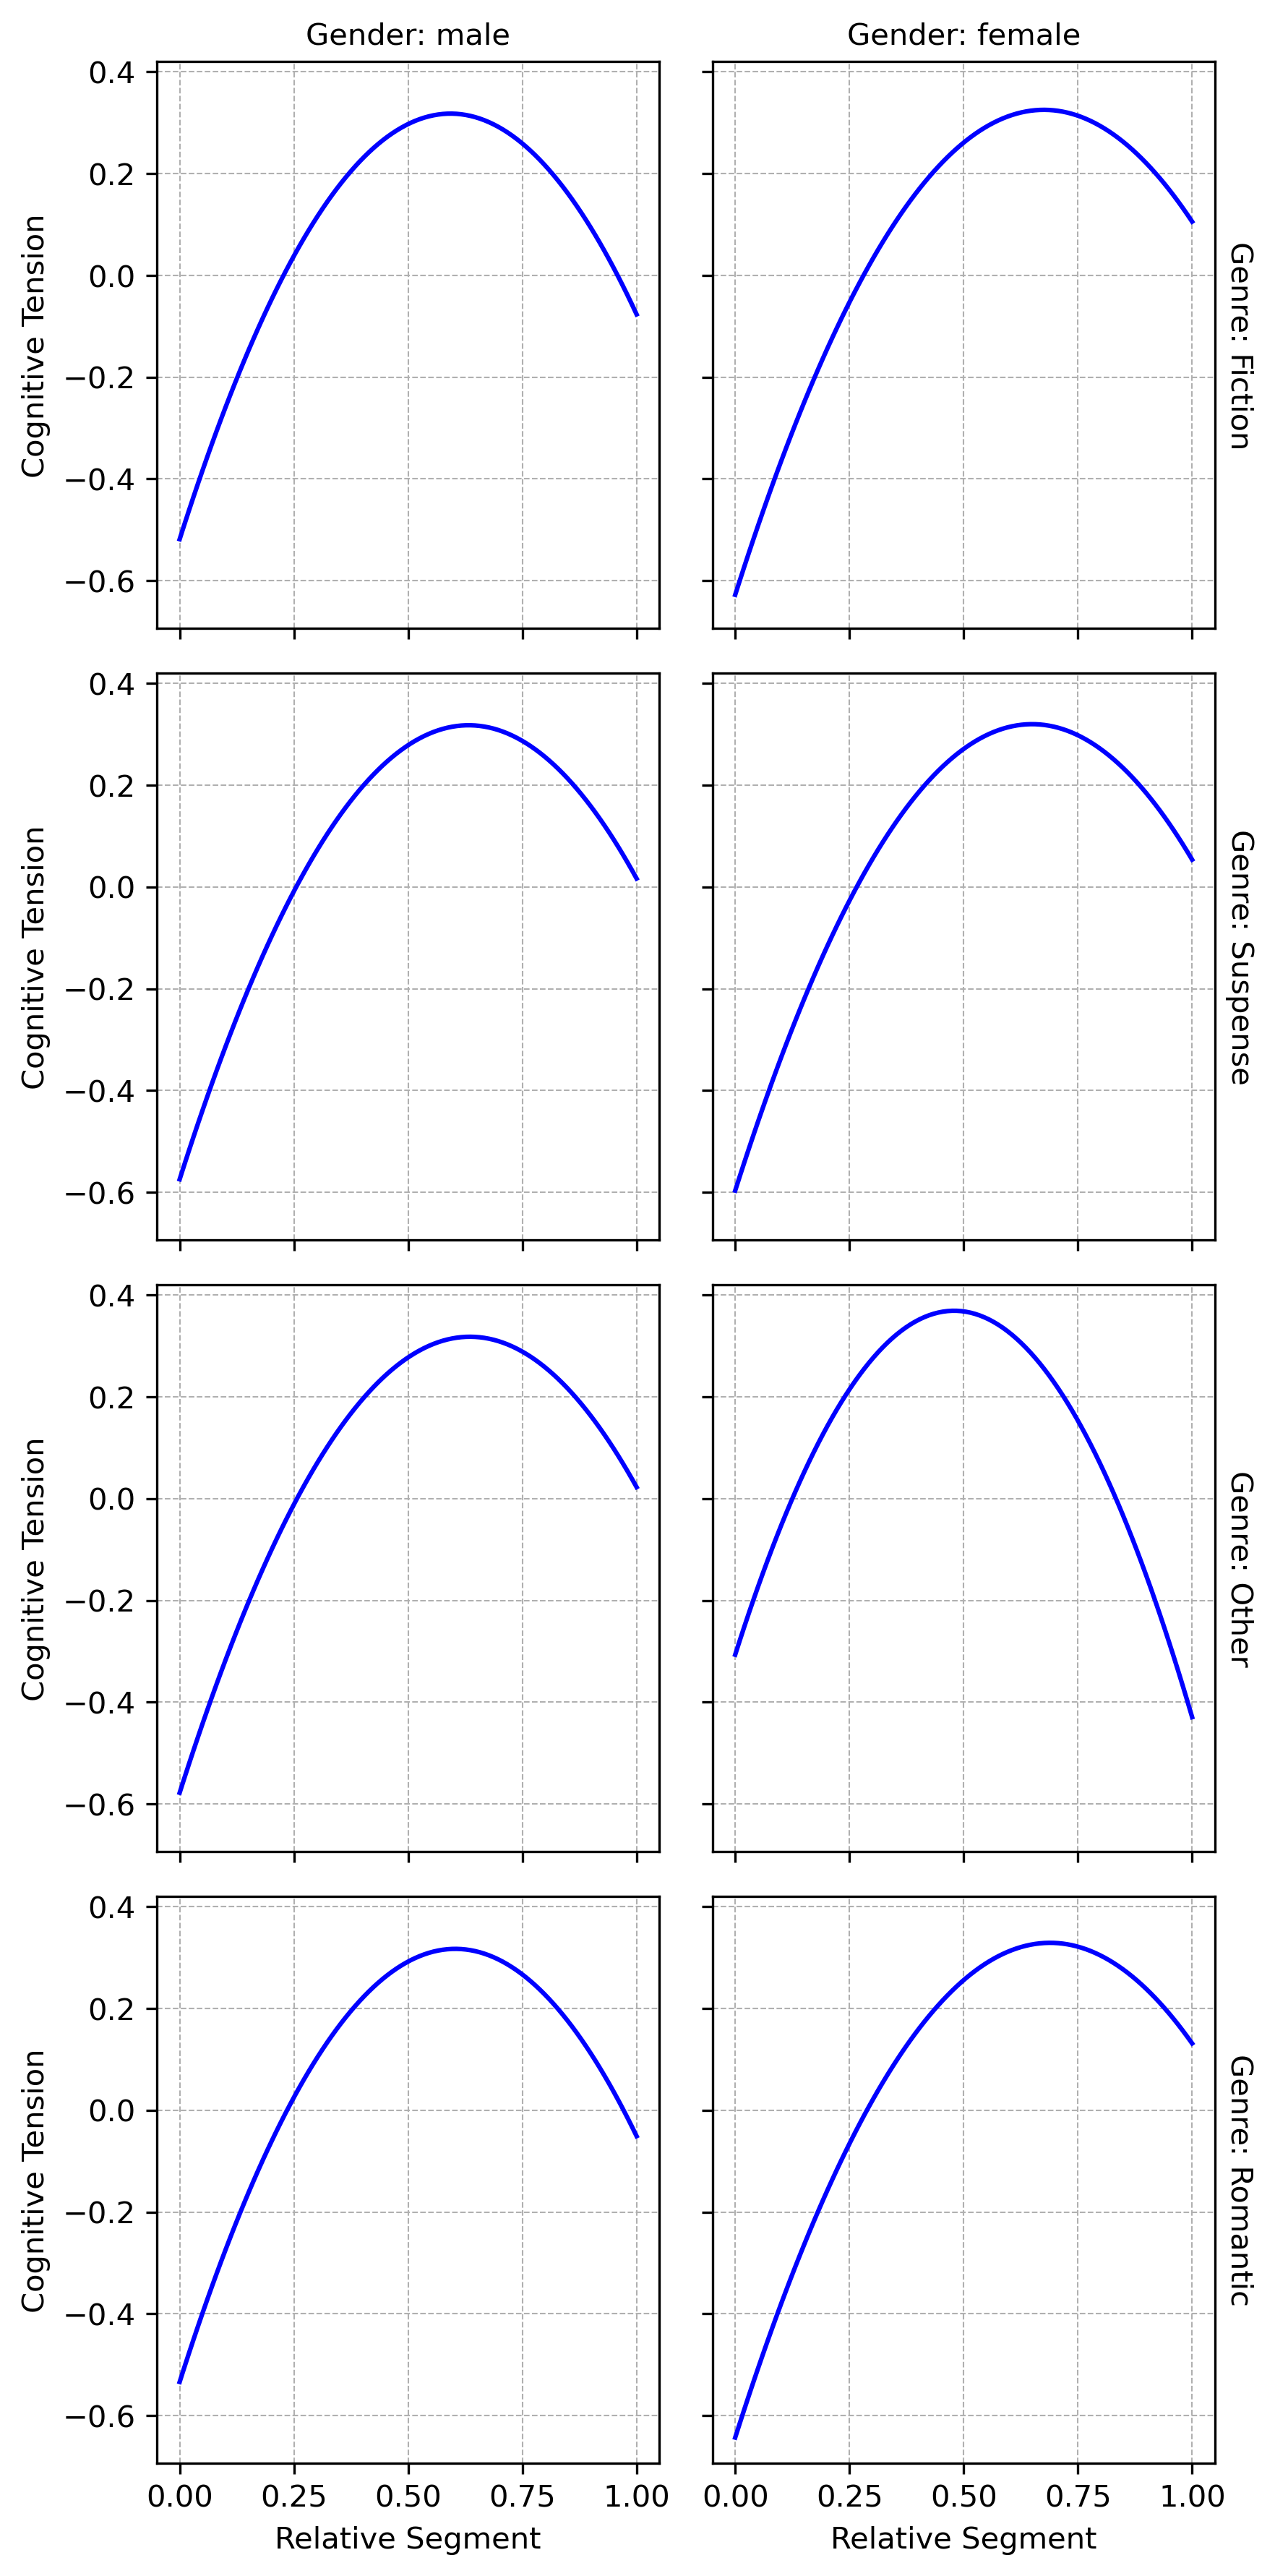 Gender: male
Gender: female
0.4
0.2
0.0
−0.2
−0.4
−0.6
Cognitive Tension
Genre: Fiction
0.4
0.2
0.0
−0.2
−0.4
−0.6
Cognitive Tension
Genre: Suspense
0.4
0.2
0.0
−0.2
−0.4
−0.6
Cognitive Tension
Genre: Other
0.4
0.2
0.0
−0.2
−0.4
−0.6
Cognitive Tension
Genre: Romantic
0.00 0.25 0.50 0.75 1.00
0.00 0.25 0.50 0.75 1.00
Relative Segment
Relative Segment